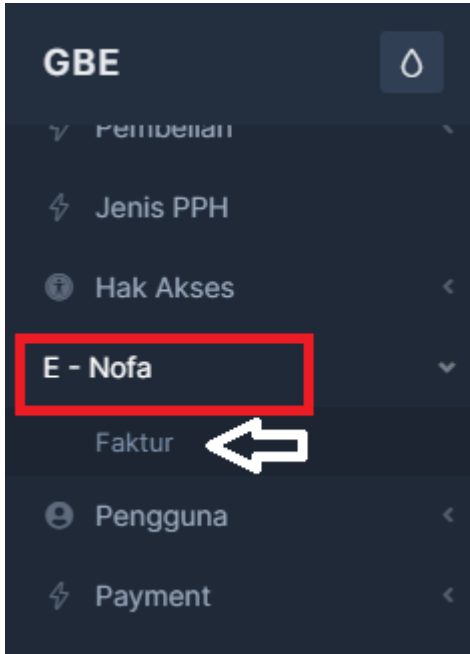 GBE
Pembelian
Jenis PPH
Hak Akses
E - Nofa
Faktur
Pengguna
Payment